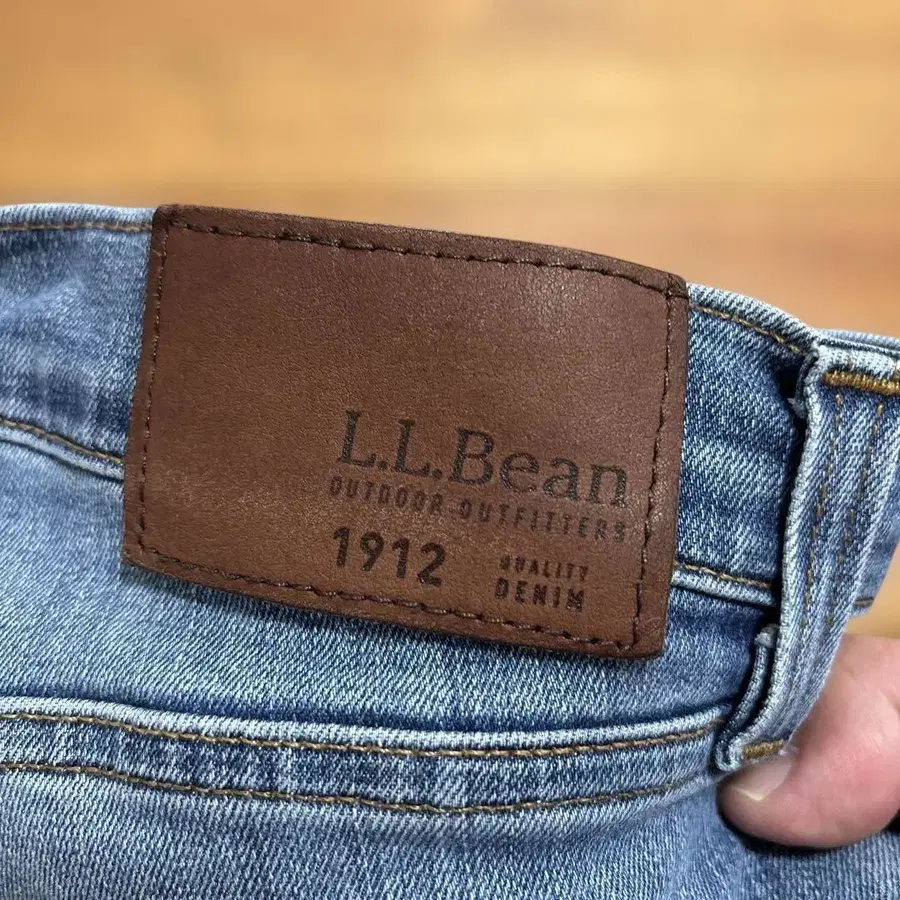 L.L.Bean
OUTDOOR OUTFITTERS
1912
QUALITY
DENIM